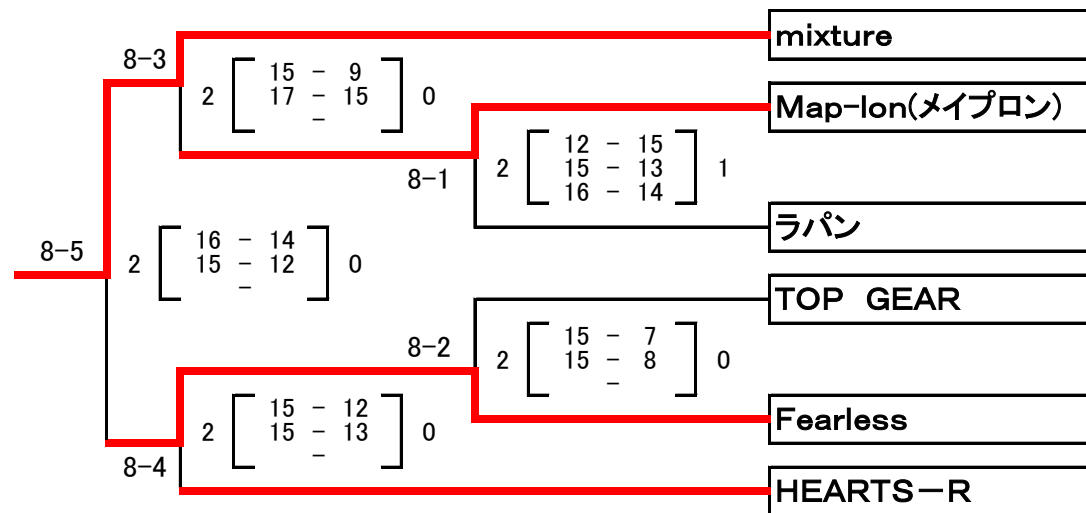 mixture
8-3
15 - 9
2 17 - 15 0
-
Map-lon(メイプロン)
12 - 15
2 15 - 13 1
16 - 14
8-1
ラパン
8-5
16 - 14
2 15 - 12 0
-
TOP GEAR
8-2
15 - 7
2 15 - 8 0
-
Fearless
15 - 12
2 15 - 13 0
-
8-4
HEARTS-R